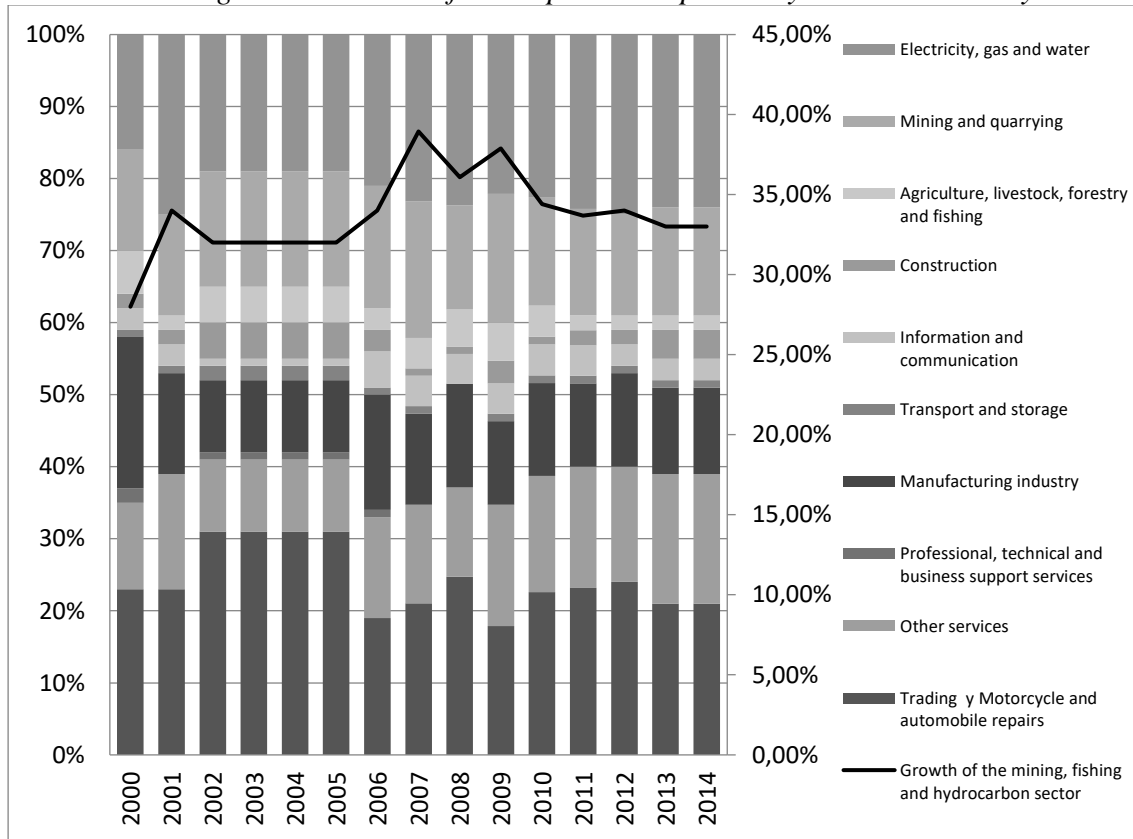 100%
90%
80%
70%
60%
50%
40%
30%
20%
10%
0%
45,00%
40,00%
35,00%
30,00%
25,00%
20,00%
15,00%
10,00%
5,00%
0,00%
2000
2001
2002
2003
2004
2005
2006
2007
2008
2009
2010
2011
2012
2013
2014
Electricity, gas and water
Mining and quarrying
Agriculture, livestock, forestry
and fishing
Construction
Information and
communication
Transport and storage
Manufacturing industry
Professional, technical and
business support services
Other services
Trading y Motorcycle and
automobile repairs
Growth of the mining, fishing
and hydrocarbon sector